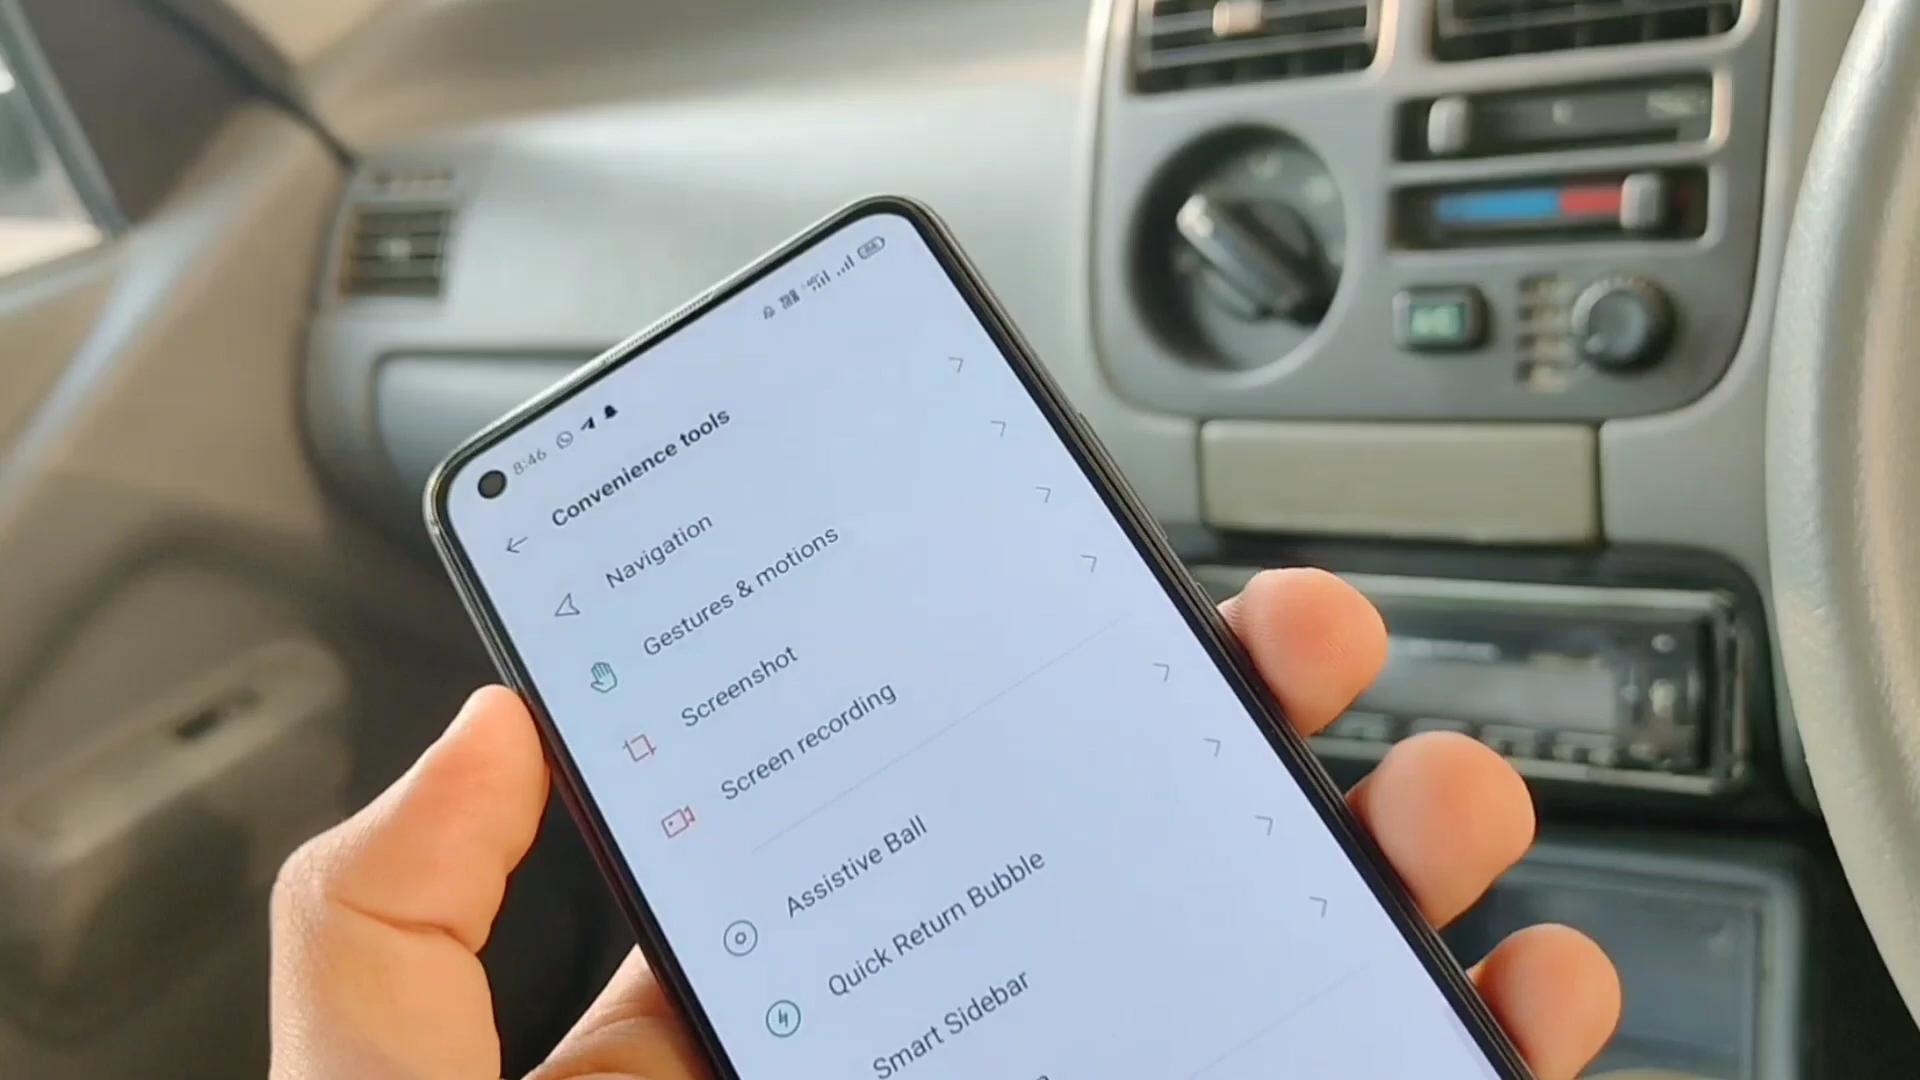 8:46
Convenience tools
Navigation
Gestures & motions
Screenshot
Screen recording
Assistive Ball
Quick Return Bubble
Smart Sidebar